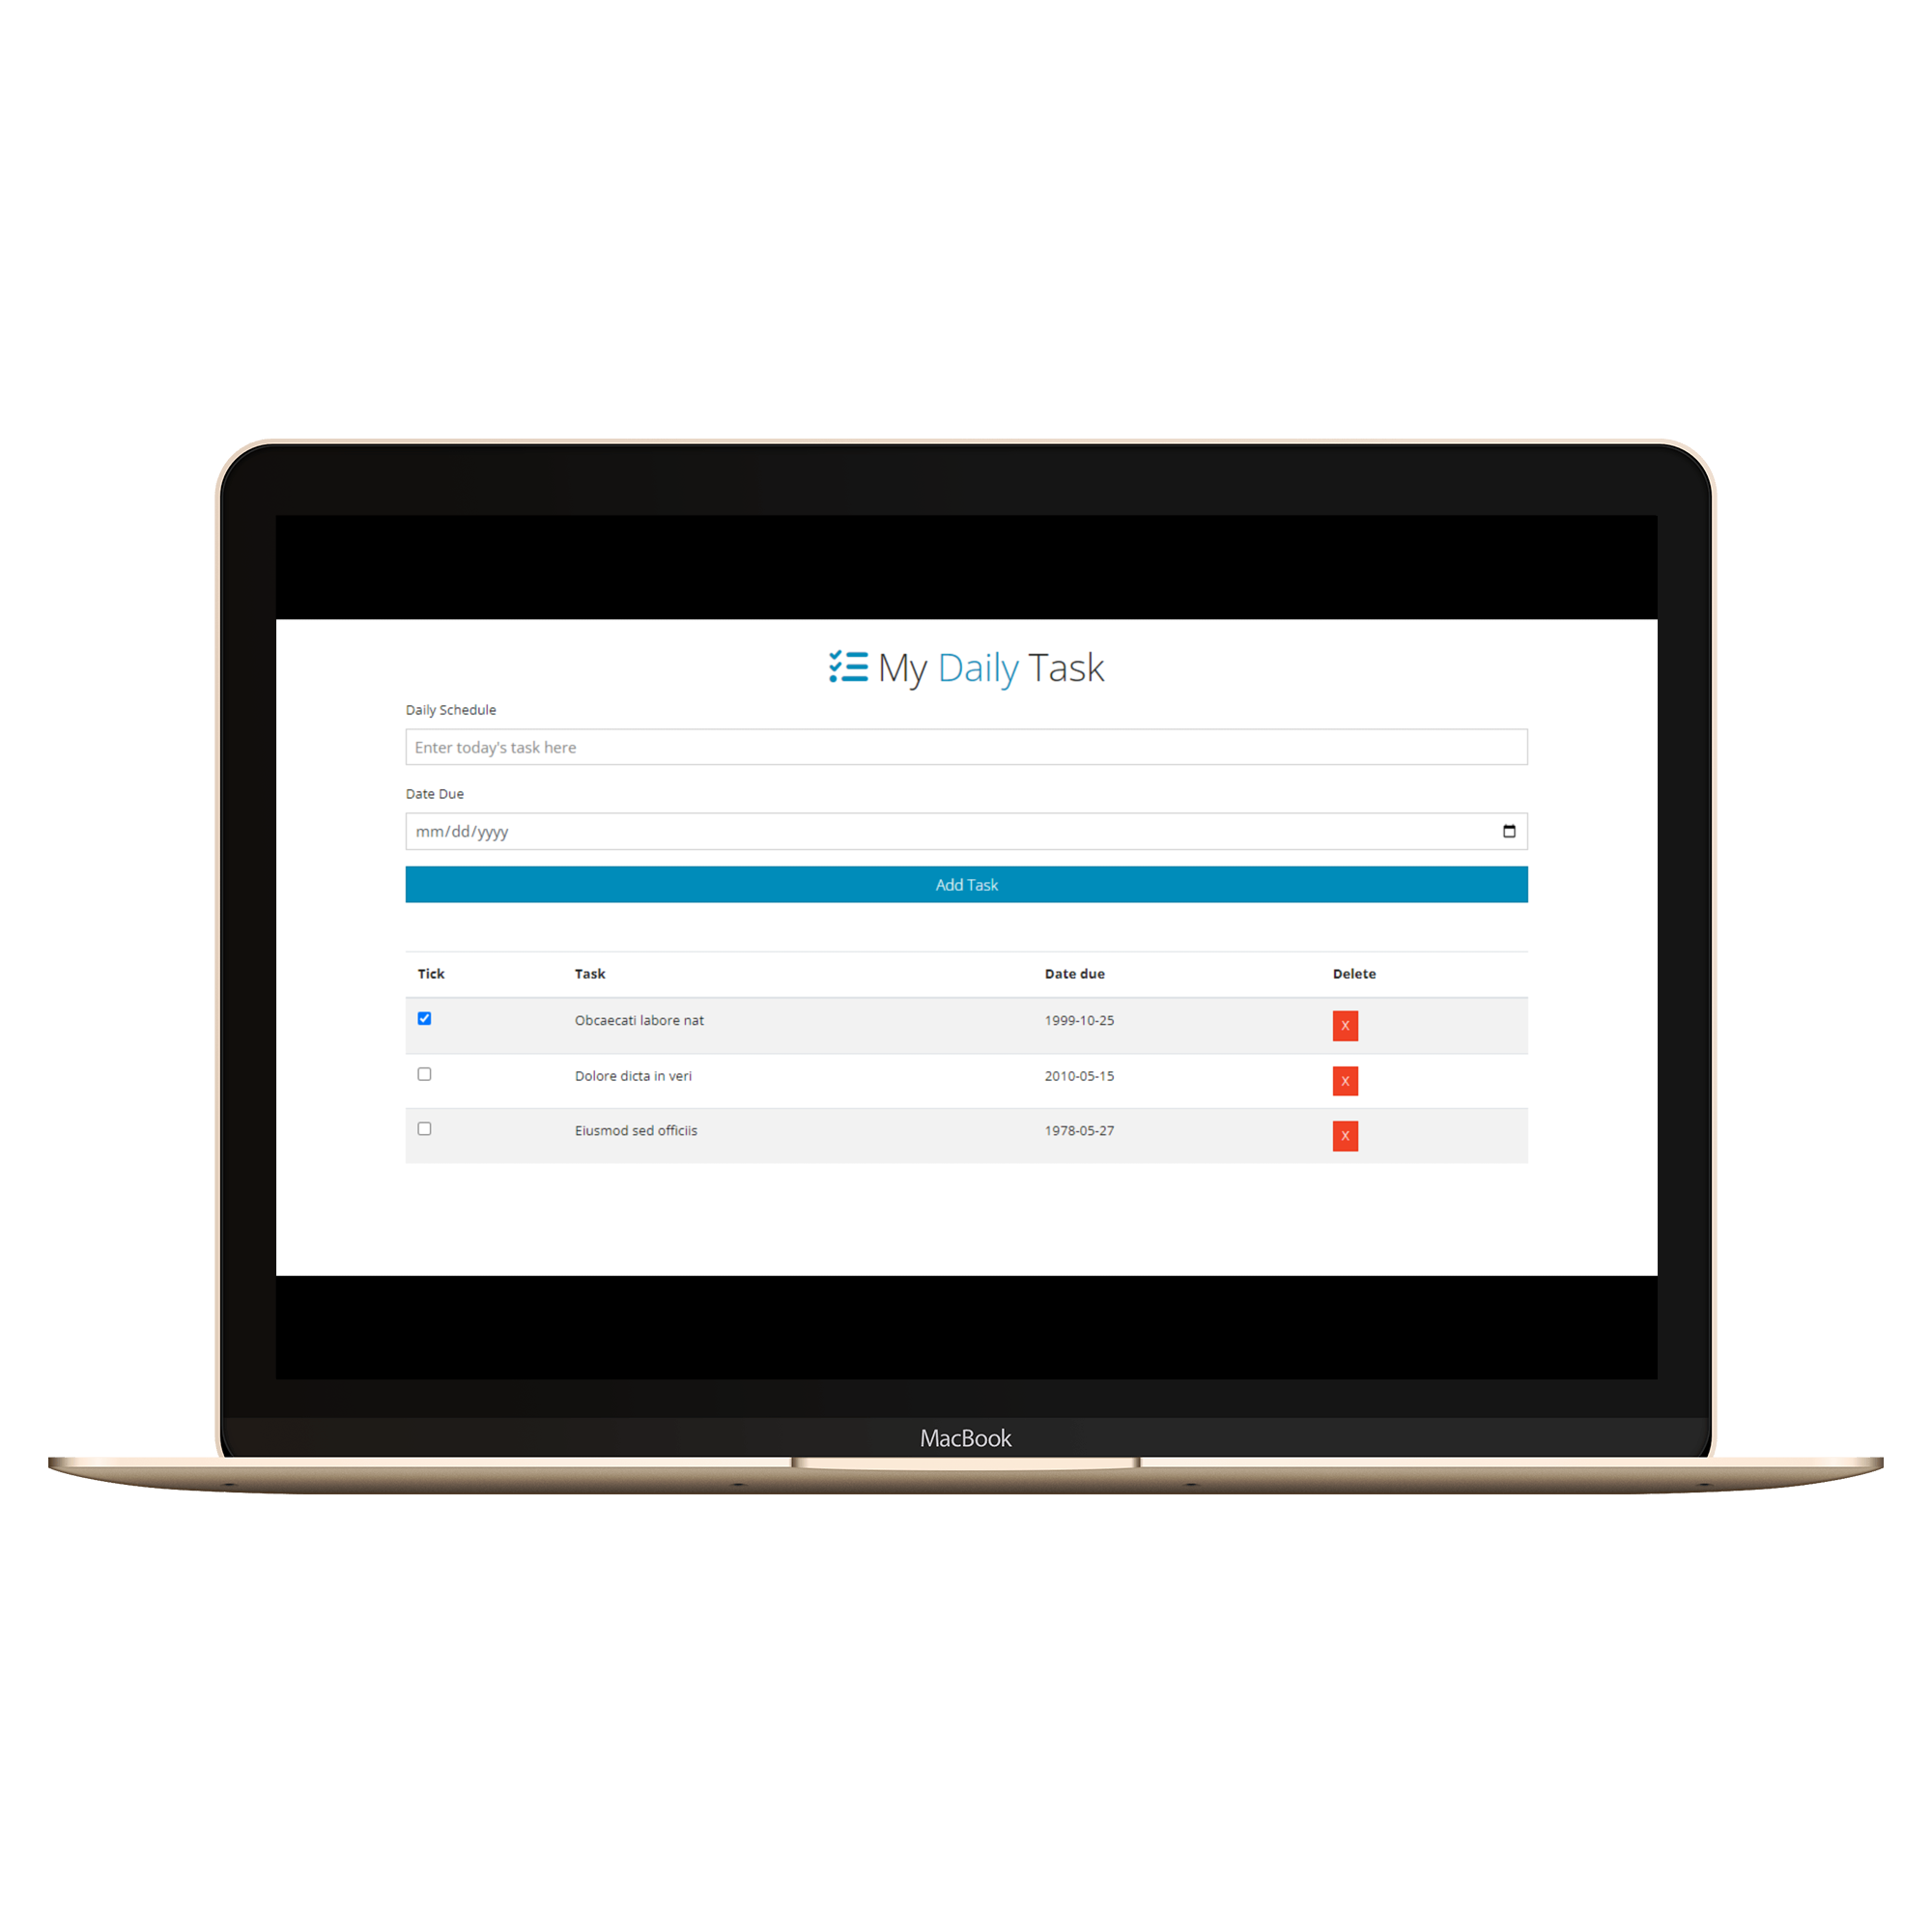 My Daily Task
Daily Schedule
Enter today's task here
Date Due
mm/dd/yyyy
Add Task
Tick Task Date due Delete
Obcaecati labore nat 1999-10-25 X
Dolore dicta in veri 2010-05-15 X
Eiusmod sed officiis 1978-05-27 X
MacBook